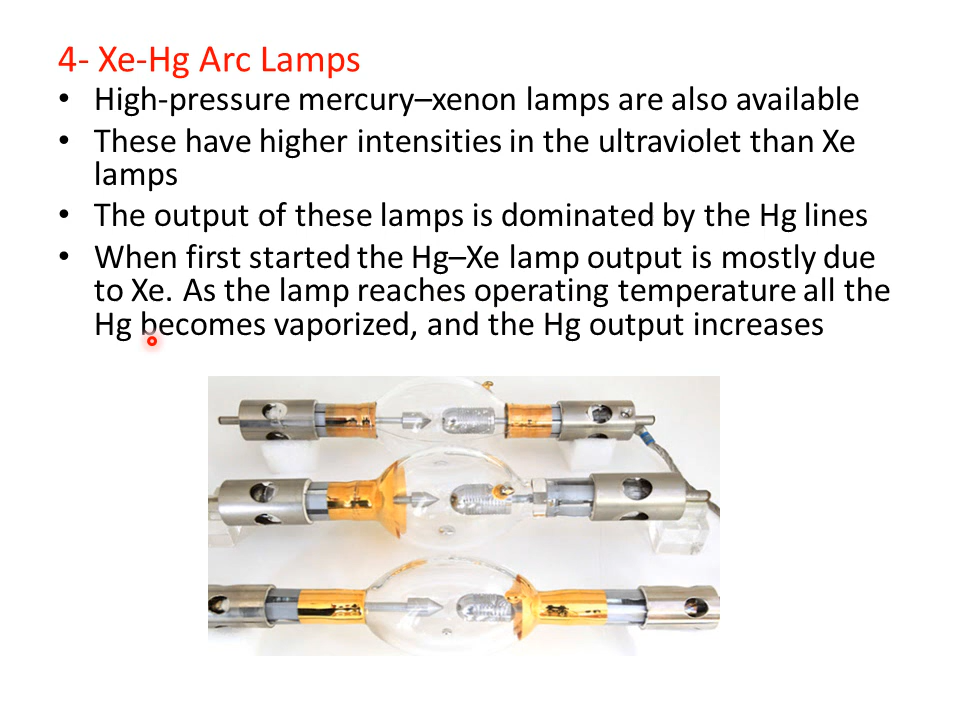 4- Xe-Hg Arc Lamps
• High-pressure mercury–xenon lamps are also available
• These have higher intensities in the ultraviolet than Xe
lamps
• The output of these lamps is dominated by the Hg lines
• When first started the Hg–Xe lamp output is mostly due
to Xe. As the lamp reaches operating temperature all the
Hg becomes vaporized, and the Hg output increases